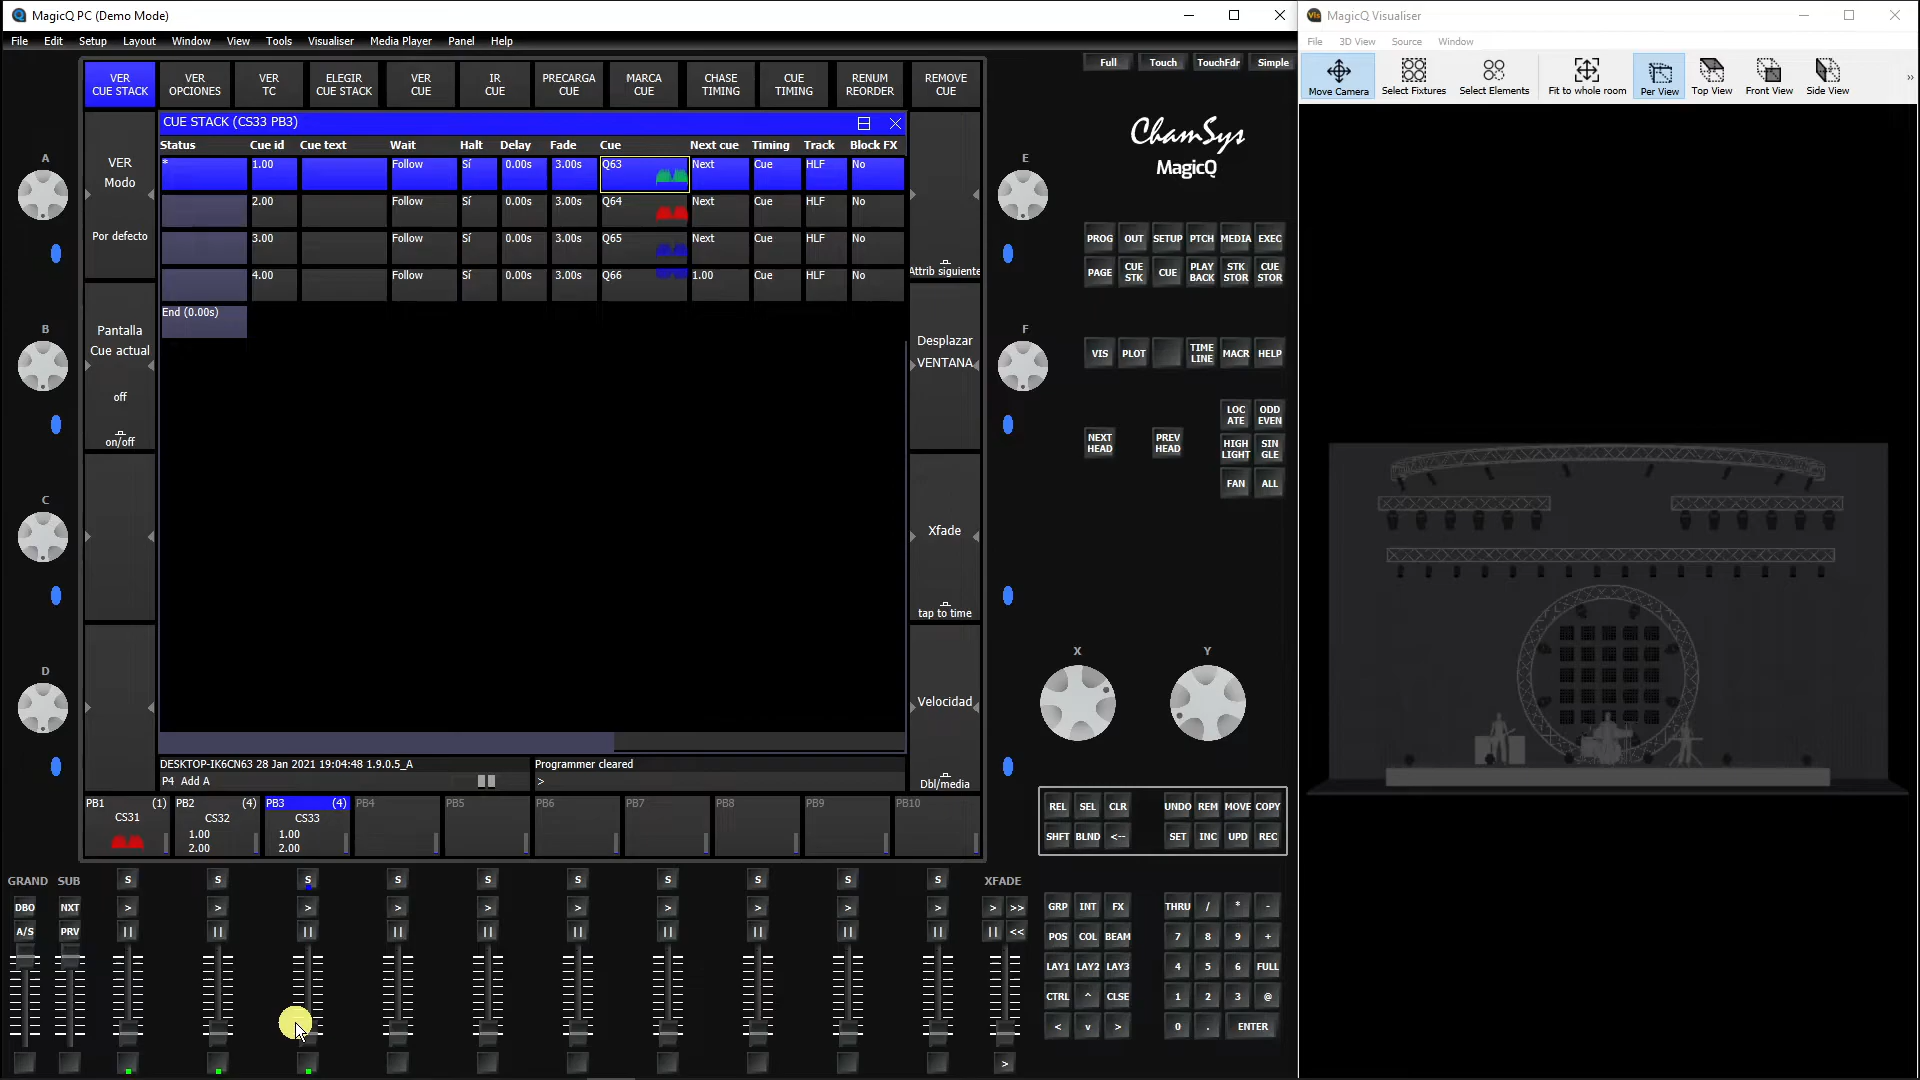 MagicQ PC (Demo Mode)
File Edit Setup Layout Window View Tools Visualiser Media Player Panel Help
VER CUE STACK
VER OPCIONES
VER TC
ELEGIR CUE STACK
VER CUE
IR CUE
PRECARGA CUE
MARCA CUE
CHASE TIMING
CUE TIMING
RENUM REORDER
REMOVE CUE
Full Touch TouchFdr Simple
CUE STACK (CS33 PB3)
Status Cue id Cue text Wait Halt Delay Fade Cue Next cue Timing Track Block FX
* 1.00 Follow Sí 0.00s 3.00s Q63 Next Cue HLF No
2.00 Follow Sí 0.00s 3.00s Q64 Next Cue HLF No
3.00 Follow Sí 0.00s 3.00s Q65 Next Cue HLF No
4.00 Follow Sí 0.00s 3.00s Q66 1.00 Cue HLF No
End (0.00s)
A
VER
Modo
Por defecto
B
Pantalla
Cue actual
off
on/off
C
D
Attrib siguiente
Desplazar
VENTANA
Xfade
tap to time
Velocidad
Dbl/media
E
F
ChamSys
MagicQ
PROG OUT SETUP PTCH MEDIA EXEC
PAGE CUE STK CUE PLAY BACK STK STOR CUE STOR
VIS PLOT TIME LINE MACR HELP
LOC ATE ODD EVEN
NEXT HEAD PREV HEAD HIGH LIGHT SIN GLE
FAN ALL
X Y
DESKTOP-IK6CN63 28 Jan 2021 19:04:48 1.9.0.5_A
Programmer cleared
P4 Add A
>
PB1 (1) PB2 (4) PB3 (4) PB4 PB5 PB6 PB7 PB8 PB9 PB10
CS31 CS32 CS33
1.00 1.00
2.00 2.00
REL SEL CLR UNDO REM MOVE COPY
SHFT BLND <-- SET INC UPD REC
GRAND SUB S S S S S S S S S S XFADE
DBO NXT > > > > > > > > > > > >>
A/S PRV II II II II II II II II II II II <<
>
GRP INT FX THRU / * -
POS COL BEAM 7 8 9 +
LAY1 LAY2 LAY3 4 5 6 FULL
CTRL ^ CLSE 1 2 3 @
< v > 0 . ENTER
Vis MagicQ Visualiser
File 3D View Source Window
Move Camera Select Fixtures Select Elements Fit to whole room Per View Top View Front View Side View »